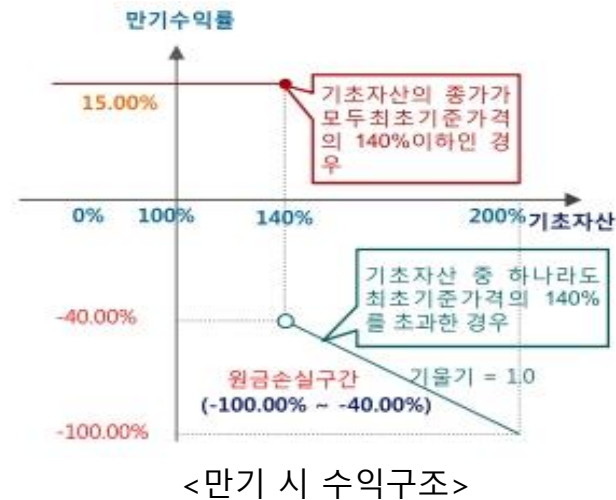 만기수익률
15.00%
기초자산의 종가가
모두최초기준가격
의 140%이하인 경
우
0% 100% 140% 200% 기초자산
기초자산 중 하나라도
최초기준가격의 140%
를 초과한 경우
-40.00%
원금손실구간
(-100.00% ~ -40.00%)
기울기 = 1.0
-100.00%
<만기 시 수익구조>